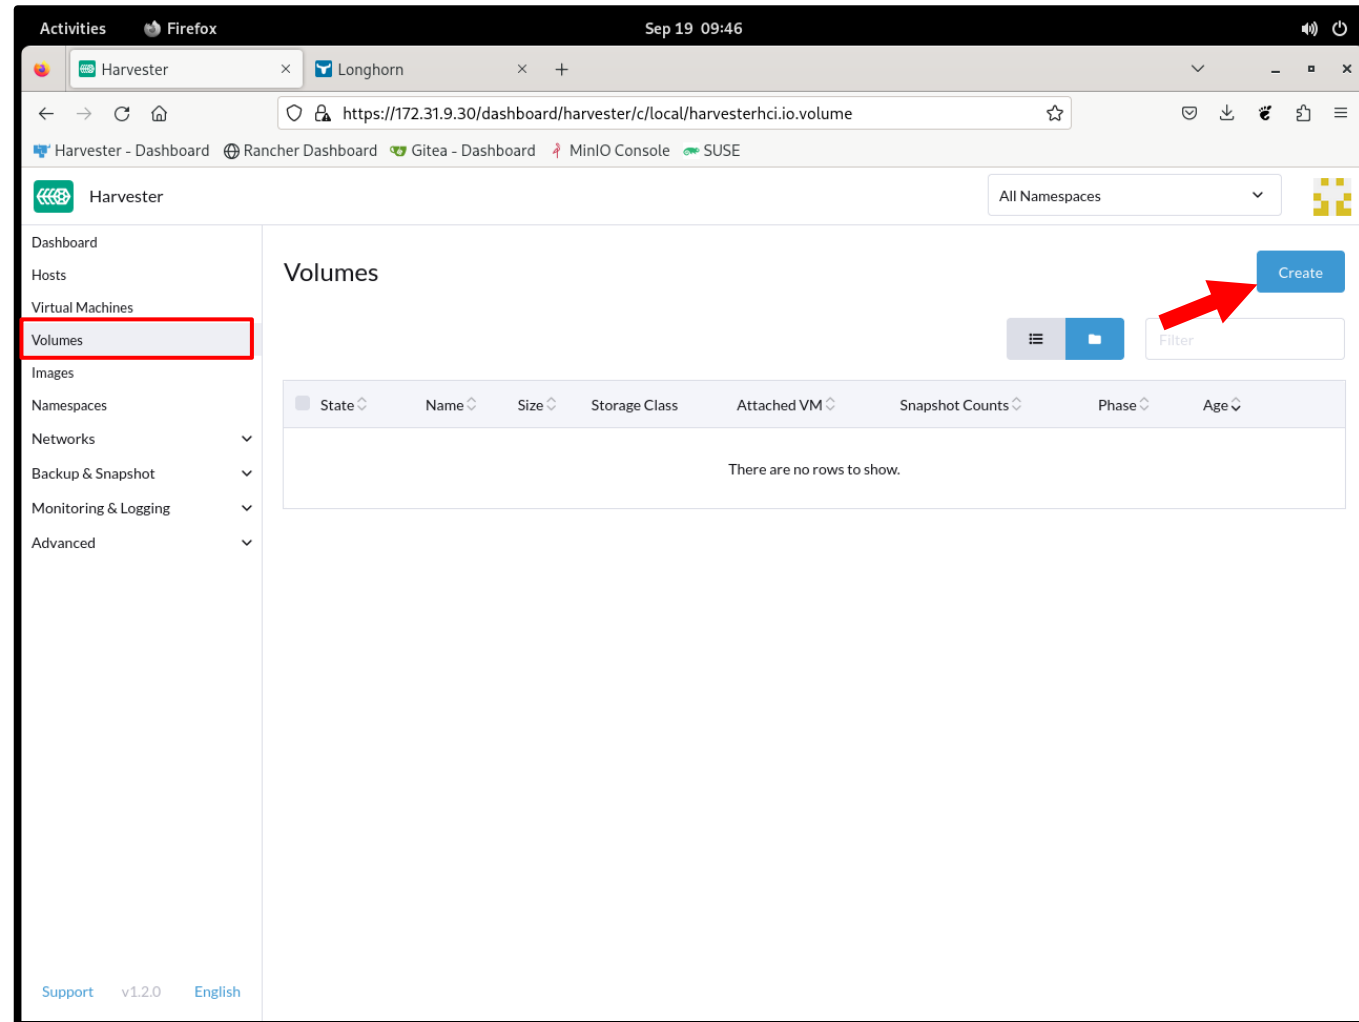 Activities Firefox Sep 19 09:46
Harvester Longhorn
https://172.31.9.30/dashboard/harvester/c/local/harvesterhci.io.volume
Harvester - Dashboard Rancher Dashboard Gitea - Dashboard MinIO Console SUSE
Harvester All Namespaces
Dashboard
Hosts
Virtual Machines
Volumes
Images
Namespaces
Networks
Backup & Snapshot
Monitoring & Logging
Advanced
Volumes
Create
Filter
State Name Size Storage Class Attached VM Snapshot Counts Phase Age
There are no rows to show.
Support v1.2.0 English